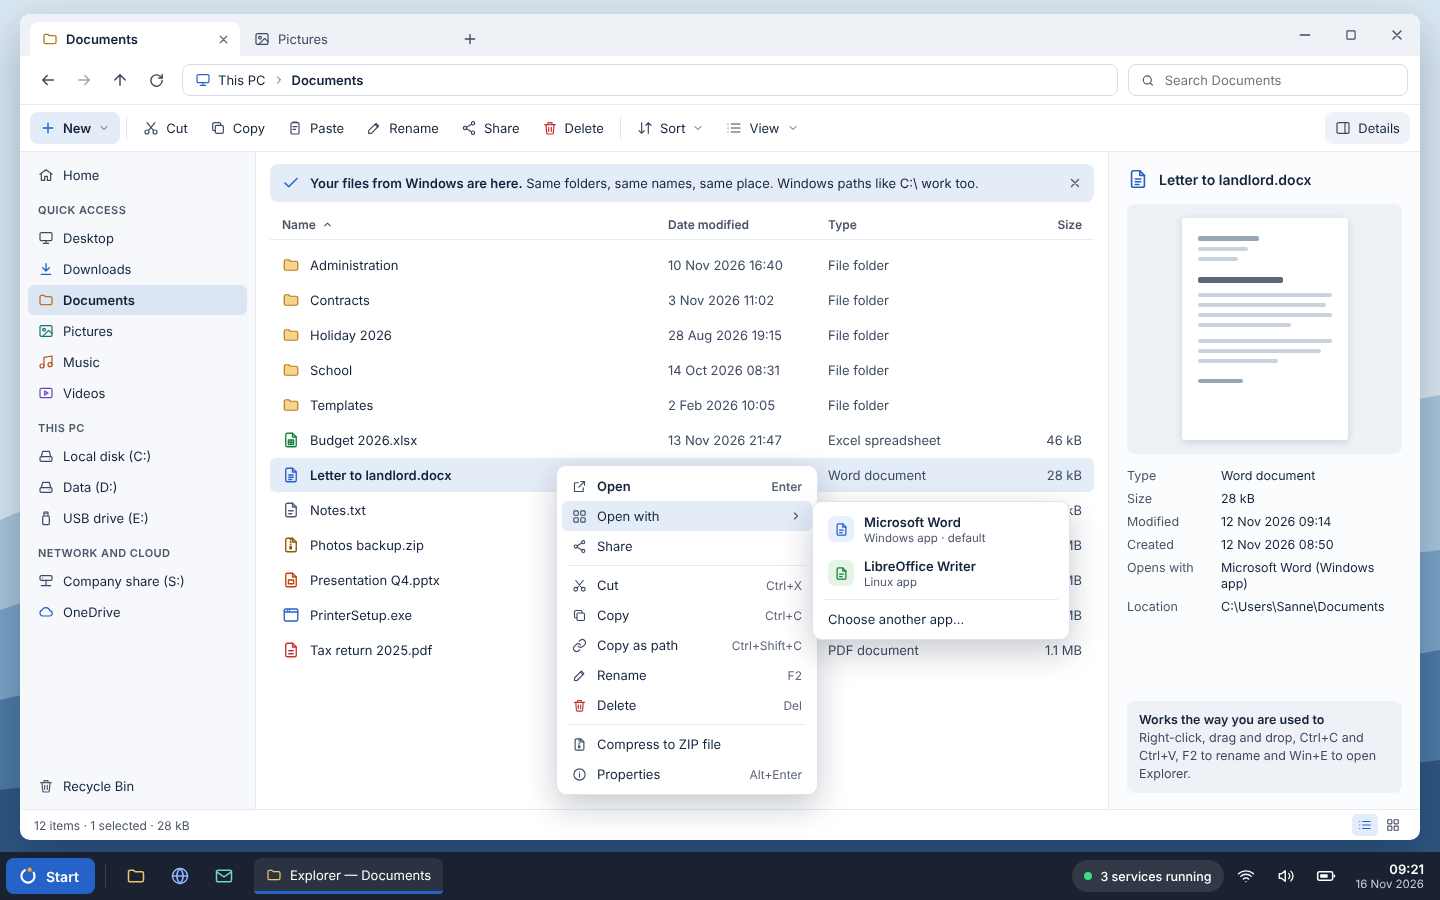 Documents
Pictures
This PC
Documents
Search Documents
New
Cut
Copy
Paste
Rename
Share
Delete
Sort
View
Details
Home
QUICK ACCESS
Desktop
Downloads
Documents
Pictures
Music
Videos
THIS PC
Local disk (C:)
Data (D:)
USB drive (E:)
NETWORK AND CLOUD
Company share (S:)
OneDrive
Recycle Bin
Your files from Windows are here. Same folders, same names, same place. Windows paths like C:\ work too.
Name Date modified Type Size
Administration 10 Nov 2026 16:40 File folder
Contracts 3 Nov 2026 11:02 File folder
Holiday 2026 28 Aug 2026 19:15 File folder
School 14 Oct 2026 08:31 File folder
Templates 2 Feb 2026 10:05 File folder
Budget 2026.xlsx 13 Nov 2026 21:47 Excel spreadsheet 46 kB
Letter to landlord.docx Word document 28 kB
Notes.txt kB
Photos backup.zip MB
Presentation Q4.pptx MB
PrinterSetup.exe MB
Tax return 2025.pdf PDF document 1.1 MB
Open Enter
Open with
Share
Cut Ctrl+X
Copy Ctrl+C
Copy as path Ctrl+Shift+C
Rename F2
Delete Del
Compress to ZIP file
Properties Alt+Enter
Microsoft Word
Windows app · default
LibreOffice Writer
Linux app
Choose another app...
Letter to landlord.docx
Type Word document
Size 28 kB
Modified 12 Nov 2026 09:14
Created 12 Nov 2026 08:50
Opens with Microsoft Word (Windows
app)
Location C:\Users\Sanne\Documents
Works the way you are used to
Right-click, drag and drop, Ctrl+C and
Ctrl+V, F2 to rename and Win+E to open
Explorer.
12 items · 1 selected · 28 kB
Start
Explorer — Documents
3 services running
09:21
16 Nov 2026